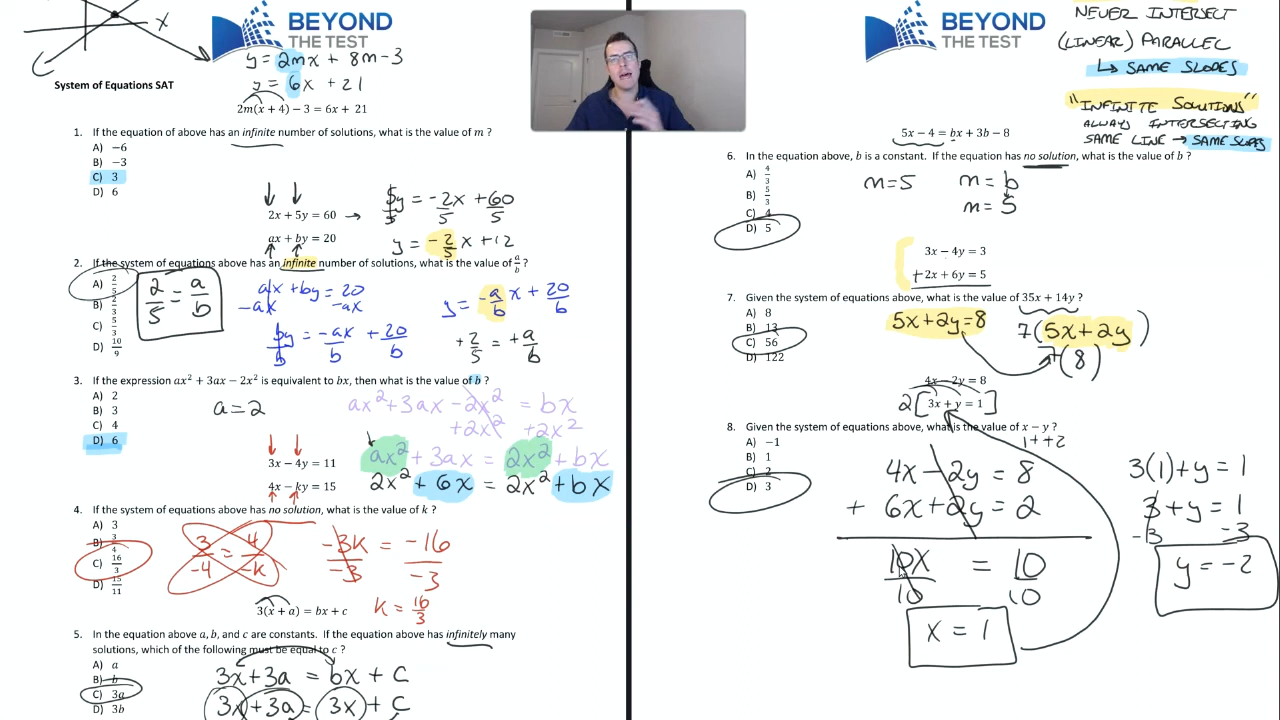 x
BEYOND
THE TEST
System of Equations SAT
y = 2mx + 8m-3
y = 6x + 21
2m(x + 4) − 3 = 6x + 21
1. If the equation of above has an infinite number of solutions, what is the value of m ?
A) −6
B) −3
C) 3
D) 6
2x + 5y = 60 →
ax + by = 20
5y = -2x + 60
5 5 5
y = -2/5 x + 12
2. If the system of equations above has an infinite number of solutions, what is the value of a/b ?
A) 2/5
B) 2/3
C) 5/3
D) 10/9
2/5 = a/b
ax + by = 20
-ax -ax
by = -ax + 20
b b b
y = -a/b x + 20/b
+2/5 = +a/b
3. If the expression ax² + 3ax − 2x² is equivalent to bx, then what is the value of b ?
A) 2
B) 3
C) 4
D) 6
a=2
ax²+3ax-2x² = bx
+2x² +2x²
ax²+3ax = 2x²+bx
2x²+6x = 2x²+bx
3x − 4y = 11
4x − ky = 15
4. If the system of equations above has no solution, what is the value of k ?
A) 3
B) 3/4
C) 16/3
D) 15/11
3/-4 = 4/-k
-3k = -16
-3 -3
k = 16/3
3(x + a) = bx + c
5. In the equation above a, b, and c are constants. If the equation above has infinitely many
solutions, which of the following must be equal to c ?
A) a
B) b
C) 3a
D) 3b
3x+3a = bx + c
3x+3a = 3x + c
BEYOND
THE TEST
NEVER INTERSECT
(LINEAR) PARALLEL
↳ SAME SLOPES
"INFINITE SOLUTIONS"
ALWAYS INTERSECTING
SAME LINE → SAME SLOPES
5x − 4 = bx + 3b − 8
6. In the equation above, b is a constant. If the equation has no solution, what is the value of b ?
A) 4/3
B) 5/3
C) 4
D) 5
m=5
m = b
m = 5
3x − 4y = 3
+ 2x + 6y = 5
7. Given the system of equations above, what is the value of 35x + 14y ?
A) 8
B) 13
C) 56
D) 122
5x+2y=8
7(5x+2y)
7(8)
4x − 2y = 8
2[3x + y = 1]
8. Given the system of equations above, what is the value of x − y ?
A) −1
B) 1
C) 2
D) 3
1++2
4x - 2y = 8
+ 6x + 2y = 2
10x = 10
10 10
x = 1
3(1)+y = 1
3+y = 1
-3 -3
y = -2